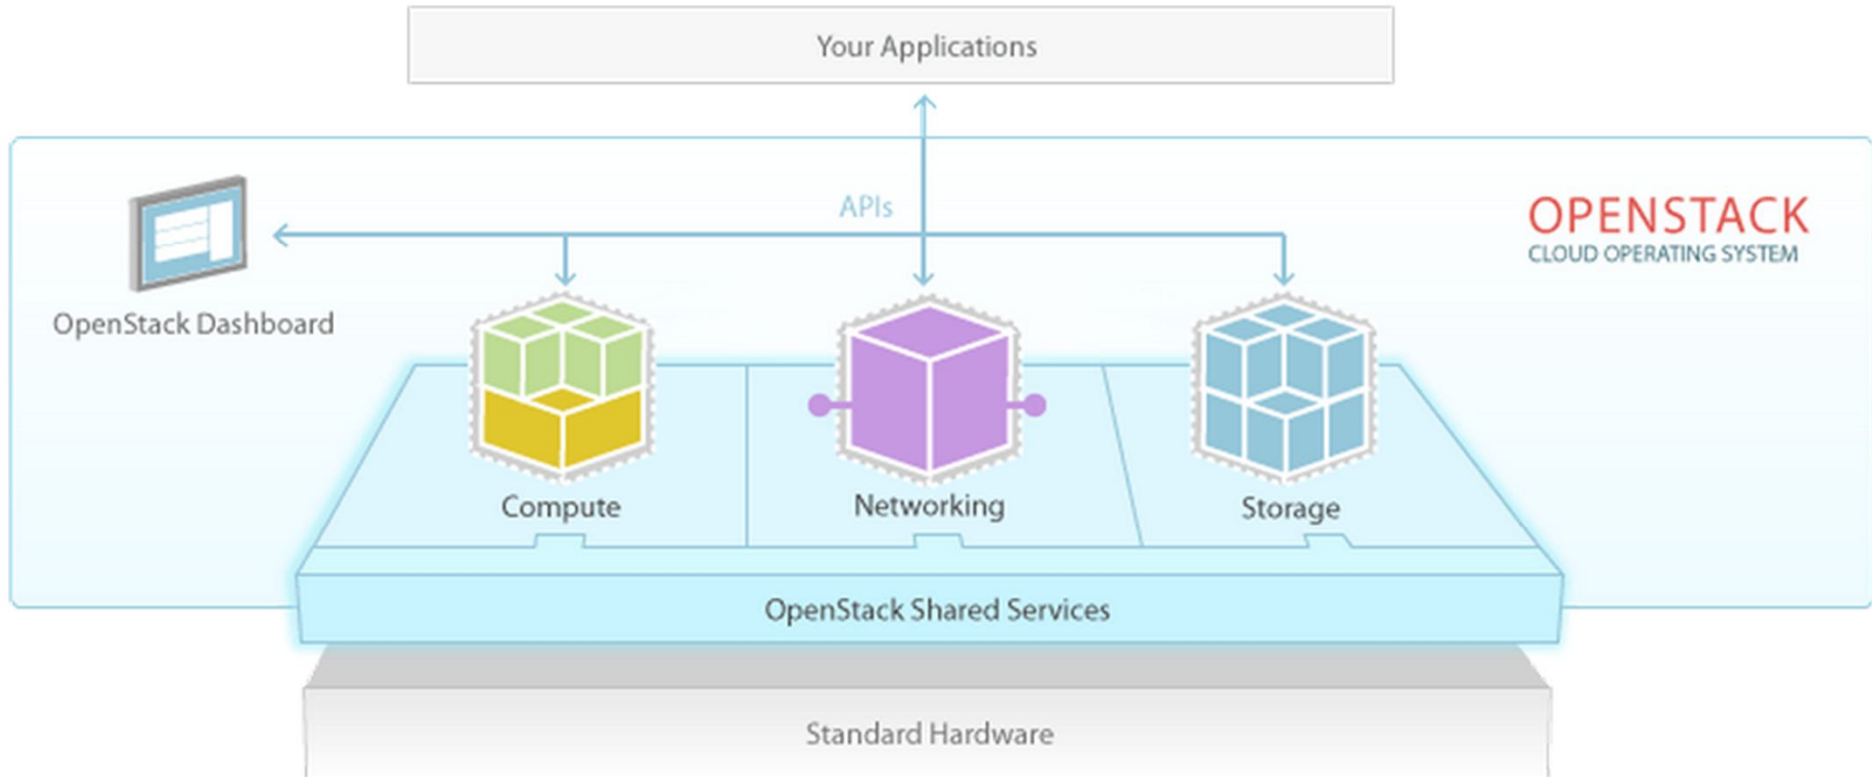 Your Applications
APIs
OPENSTACK
CLOUD OPERATING SYSTEM
OpenStack Dashboard
Compute
Networking
Storage
OpenStack Shared Services
Standard Hardware